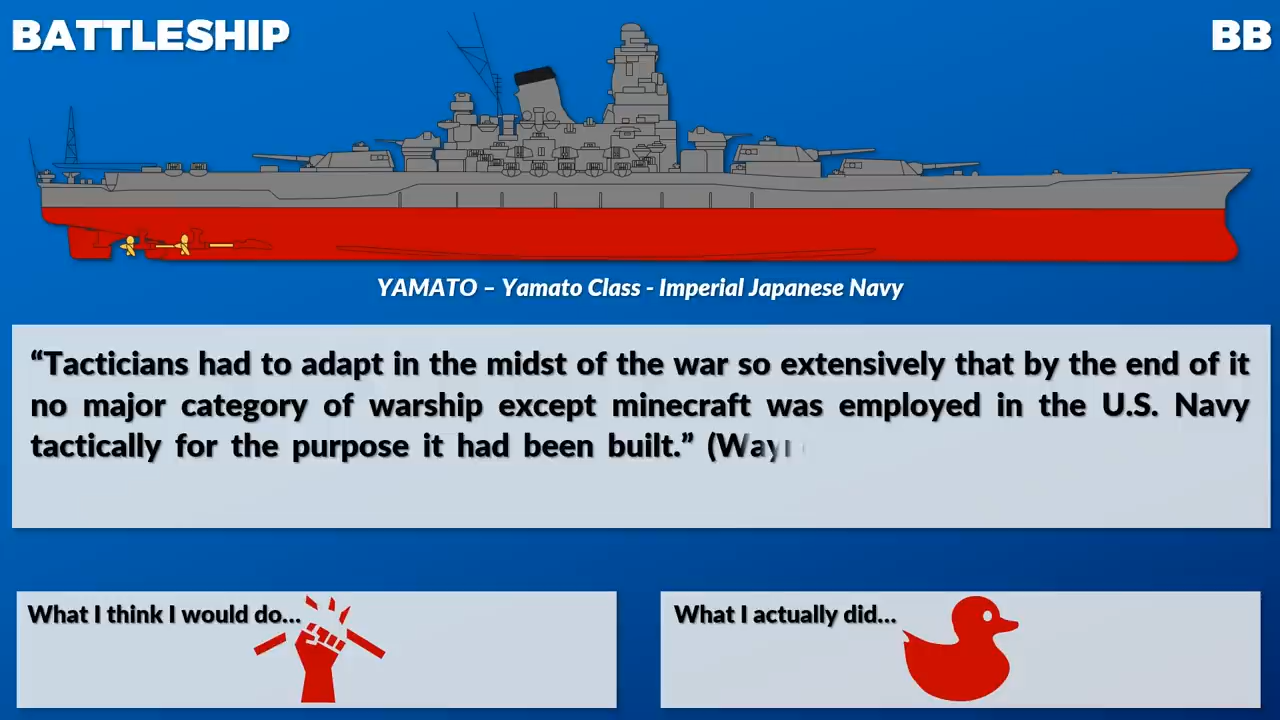 BATTLESHIP
BB
YAMATO – Yamato Class - Imperial Japanese Navy
“Tacticians had to adapt in the midst of the war so extensively that by the end of it
no major category of warship except minecraft was employed in the U.S. Navy
tactically for the purpose it had been built.”
What I think I would do...
What I actually did...